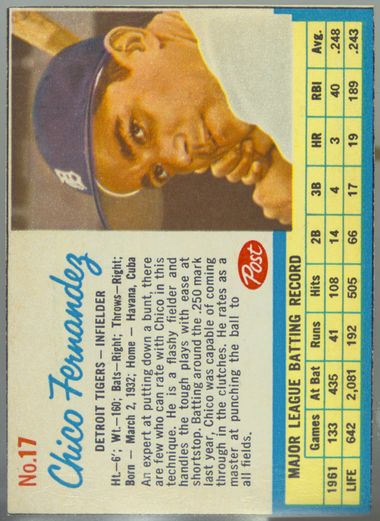 No.17
Chico Fernandez
DETROIT TIGERS — INFIELDER
Ht.—6'; Wt.—160; Bats—Right; Throws—Right;
Born — March 2, 1932; Home — Havana, Cuba
An expert at putting down a bunt, there
are few who can rate with Chico in this
technique. He is a flashy fielder and
handles the tough plays with ease at
shortstop. Batting around the .250 mark
last year, Chico was capable of coming
through in the clutches. He rates as a
master at punching the ball to
all fields.
Post
B
MAJOR LEAGUE BATTING RECORD
Games At Bat Runs Hits 2B 3B HR RBI Avg.
1961 133 435 41 108 14 4 3 40 .248
LIFE 642 2,081 192 505 66 17 19 189 .243